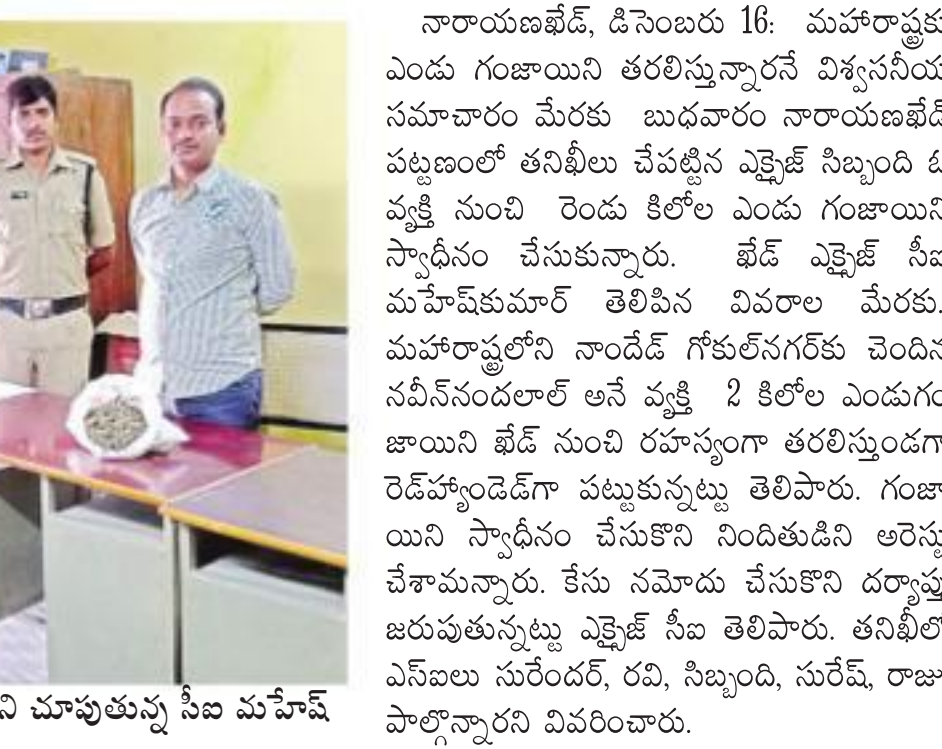 నారాయణఖేడ్, డిసెంబరు 16: మహారాష్ట్రకు
ఎండు గంజాయిని తరలిస్తున్నారనే విశ్వసనీయ
సమాచారం మేరకు బుధవారం నారాయణఖేడ్
పట్టణంలో తనిఖీలు చేపట్టిన ఎక్సైజ్ సిబ్బంది ఓ
వ్యక్తి నుంచి రెండు కిలోల ఎండు గంజాయిని
స్వాధీనం చేసుకున్నారు. ఖేడ్ ఎక్సైజ్ సీఐ
మహేష్‌కుమార్ తెలిపిన వివరాల మేరకు.
మహారాష్ట్రలోని నాందేడ్ గోకుల్‌నగర్‌కు చెందిన
నవీన్‌నందలాల్ అనే వ్యక్తి 2 కిలోల ఎండుగం
జాయిని ఖేడ్ నుంచి రహస్యంగా తరలిస్తుండగా
రెడ్‌హ్యాండెడ్‌గా పట్టుకున్నట్టు తెలిపారు. గంజా
యిని స్వాధీనం చేసుకొని నిందితుడిని అరెస్టు
చేశామన్నారు. కేసు నమోదు చేసుకొని దర్యాప్తు
జరుపుతున్నట్టు ఎక్సైజ్ సీఐ తెలిపారు. తనిఖీలో
ఎస్ఐలు సురేందర్, రవి, సిబ్బంది, సురేష్, రాజు
పాల్గొన్నారని వివరించారు.
ని చూపుతున్న సీఐ మహేష్